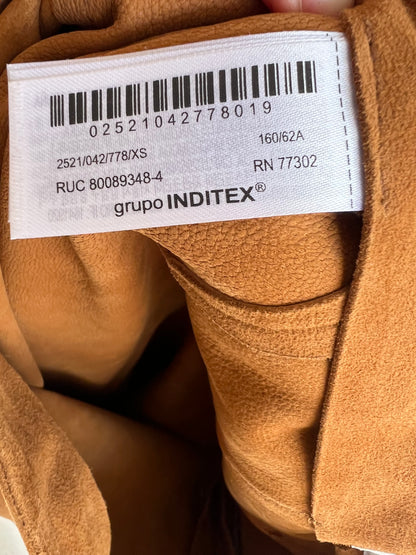 02521042778019
2521/042/778/XS 160/62A
RUC 80089348-4 RN 77302
grupo INDITEX®